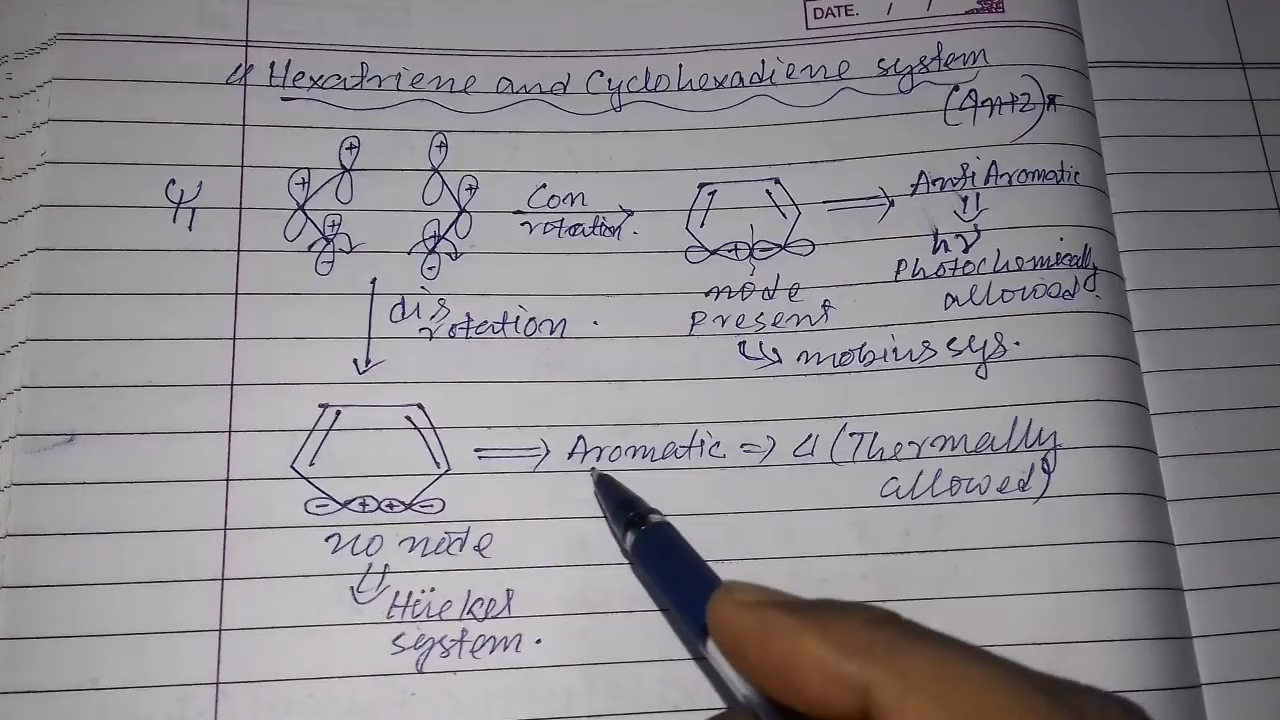 DATE. / /
Hexatriene and Cyclohexadiene system
(4n+2)π
ψ1
+ + + +
+ +
- -
Con
rotation.
+ -
⇒ Anti Aromatic
⇓
hν
Photochemically
allowed.
node
present
↳ mobius sys.
dis
rotation.
- + + -
⇒ Aromatic ⇒ Δ (Thermally
allowed)
no node
⇓
Hückel
system.